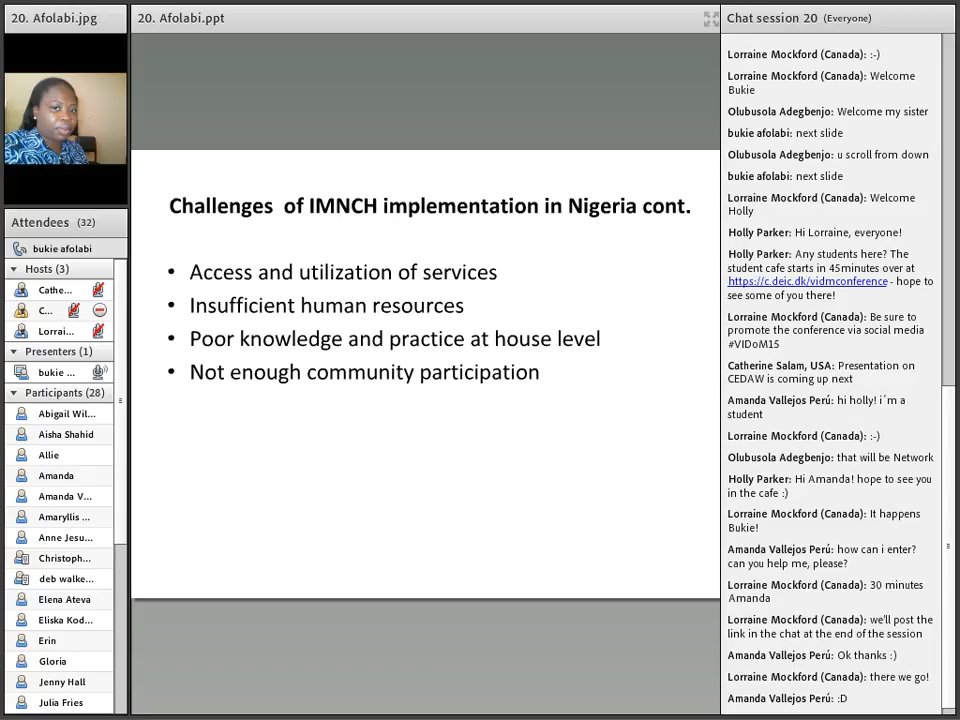 20. Afolabi.jpg
Attendees (32)
bukie afolabi
Hosts (3)
Cathe...
C...
Lorrai...
Presenters (1)
bukie ...
Participants (28)
Abigail Wil...
Aisha Shahid
Allie
Amanda
Amanda V...
Amaryllis ...
Anne Jesu...
Christoph...
deb walke...
Elena Ateva
Eliska Kod...
Erin
Gloria
Jenny Hall
Julia Fries
20. Afolabi.ppt
Challenges of IMNCH implementation in Nigeria cont.
• Access and utilization of services
• Insufficient human resources
• Poor knowledge and practice at house level
• Not enough community participation
Chat session 20 (Everyone)
Lorraine Mockford (Canada): :-)
Lorraine Mockford (Canada): Welcome
Bukie
Olubusola Adegbenjo: Welcome my sister
bukie afolabi: next slide
Olubusola Adegbenjo: u scroll from down
bukie afolabi: next slide
Lorraine Mockford (Canada): Welcome
Holly
Holly Parker: Hi Lorraine, everyone!
Holly Parker: Any students here? The
student cafe starts in 45minutes over at
https://c.deic.dk/vidmconference - hope to
see some of you there!
Lorraine Mockford (Canada): Be sure to
promote the conference via social media
#VIDoM15
Catherine Salam, USA: Presentation on
CEDAW is coming up next
Amanda Vallejos Perú: hi holly! i´m a
student
Lorraine Mockford (Canada): :-)
Olubusola Adegbenjo: that will be Network
Holly Parker: Hi Amanda! hope to see you
in the cafe :)
Lorraine Mockford (Canada): It happens
Bukie!
Amanda Vallejos Perú: how can i enter?
can you help me, please?
Lorraine Mockford (Canada): 30 minutes
Amanda
Lorraine Mockford (Canada): we'll post the
link in the chat at the end of the session
Amanda Vallejos Perú: Ok thanks :)
Lorraine Mockford (Canada): there we go!
Amanda Vallejos Perú: :D